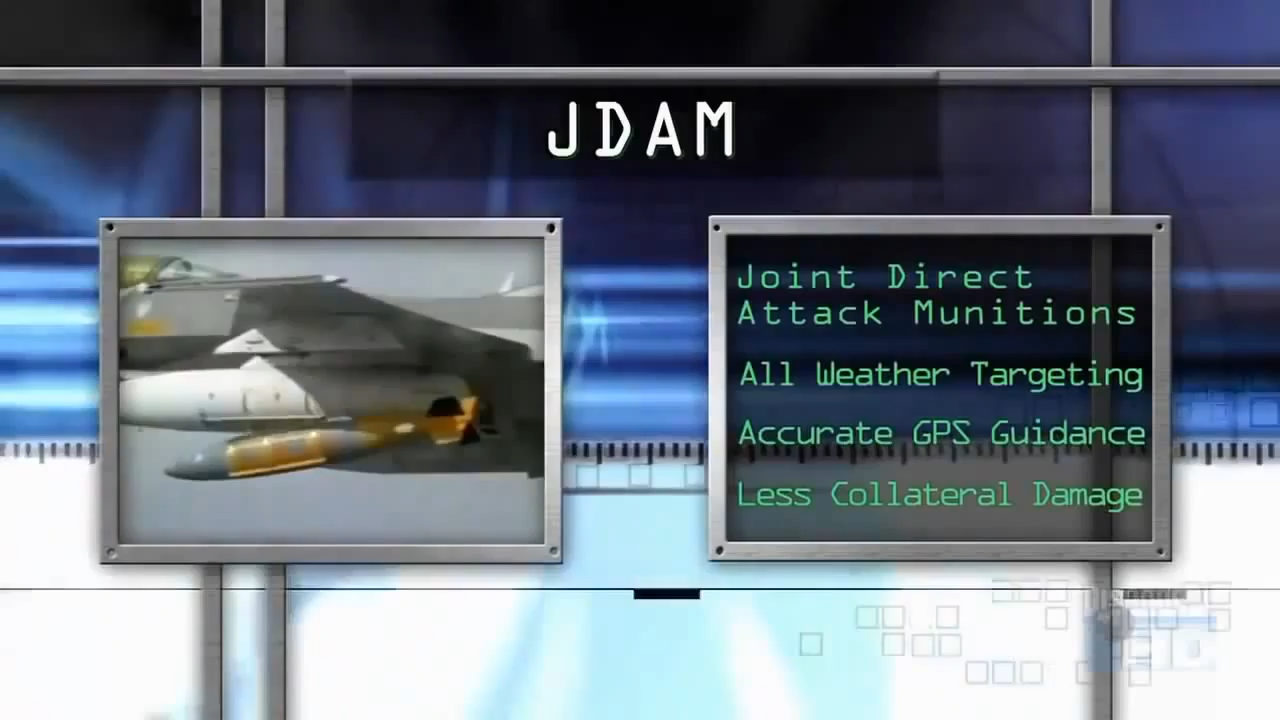 JDAM
Joint Direct
Attack Munitions
All Weather Targeting
Accurate GPS Guidance
Less Collateral Damage